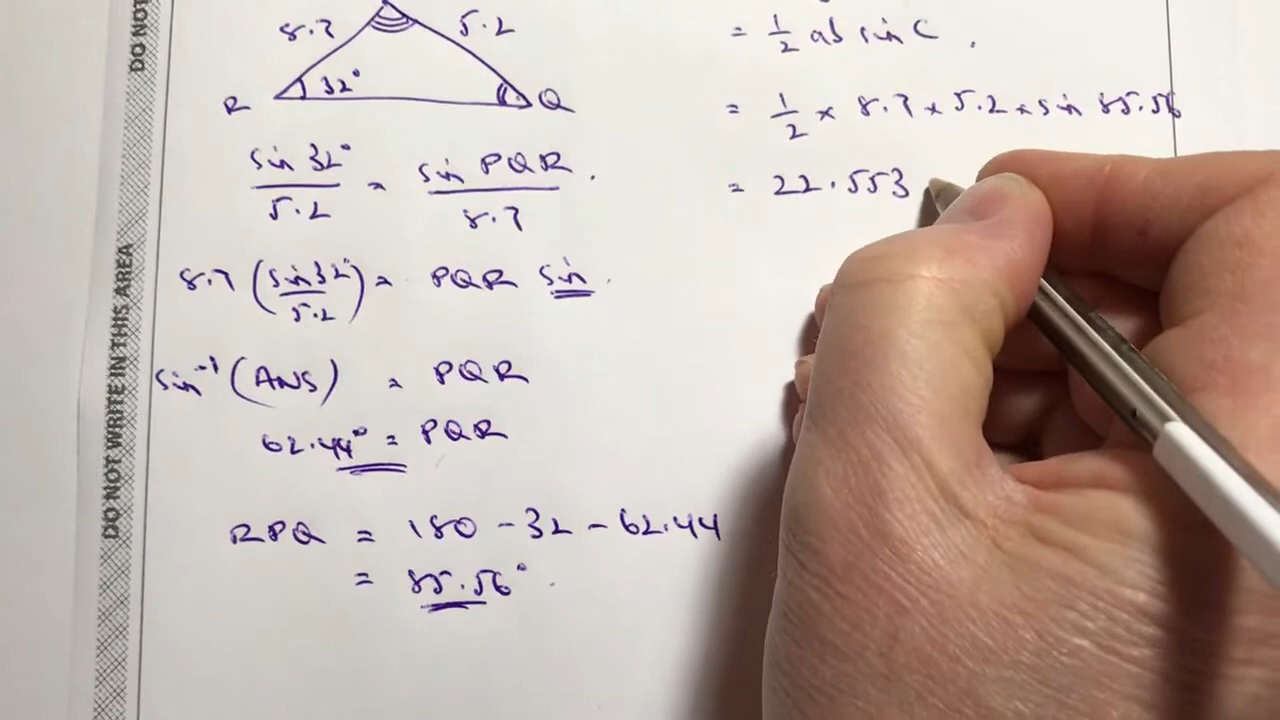 DO NOT
DO NOT WRITE IN THIS AREA
8.7 5.2
R 32° Q
sin 32° / 5.2 = sin PQR / 8.7 .
8.7 (sin 32° / 5.2) = PQR sin .
sin⁻¹ (ANS) = PQR
62.44° = PQR
RPQ = 180 - 32 - 62.44
= 85.56° .
= 1/2 ab sin C .
= 1/2 × 8.7 × 5.2 × sin 85.56
= 22.553